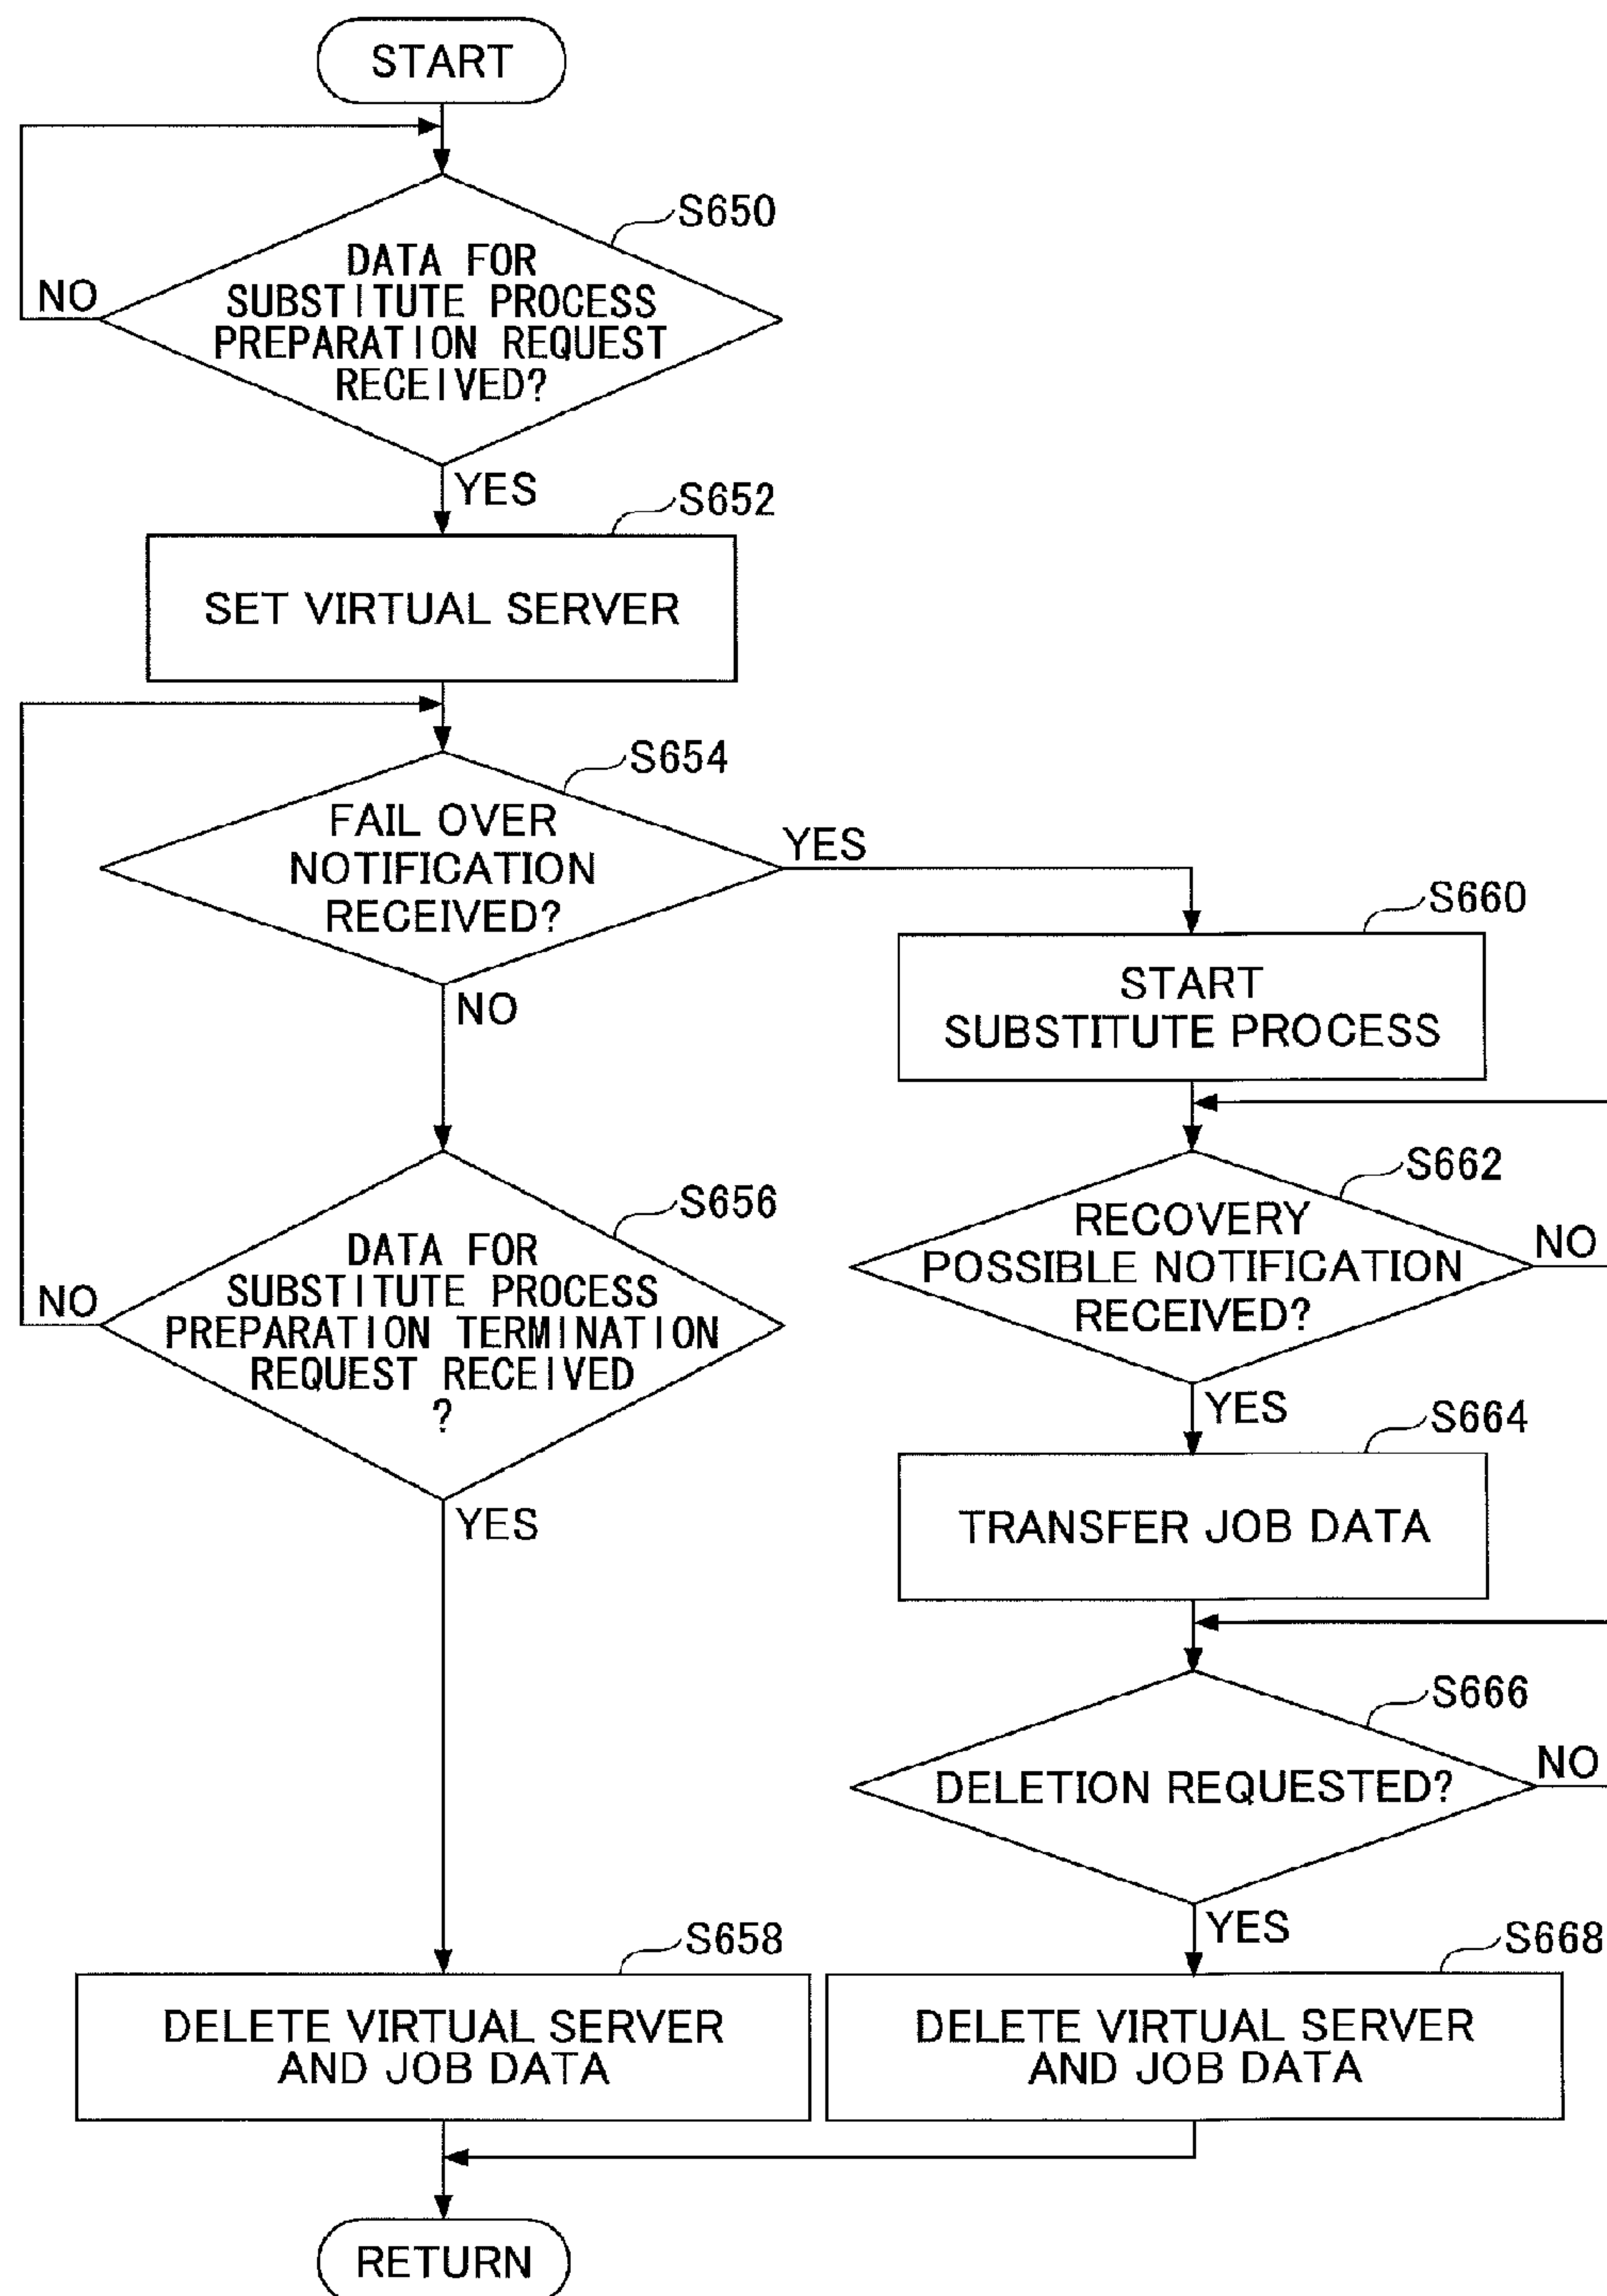 START
S650
DATA FOR
SUBSTITUTE PROCESS
PREPARATION REQUEST
RECEIVED?
NO
YES
S652
SET VIRTUAL SERVER
S654
FAIL OVER
NOTIFICATION
RECEIVED?
YES
NO
S656
DATA FOR
SUBSTITUTE PROCESS
PREPARATION TERMINATION
REQUEST RECEIVED
?
NO
YES
S658
DELETE VIRTUAL SERVER
AND JOB DATA
S660
START
SUBSTITUTE PROCESS
S662
RECOVERY
POSSIBLE NOTIFICATION
RECEIVED?
NO
YES
S664
TRANSFER JOB DATA
S666
DELETION REQUESTED?
NO
YES
S668
DELETE VIRTUAL SERVER
AND JOB DATA
RETURN